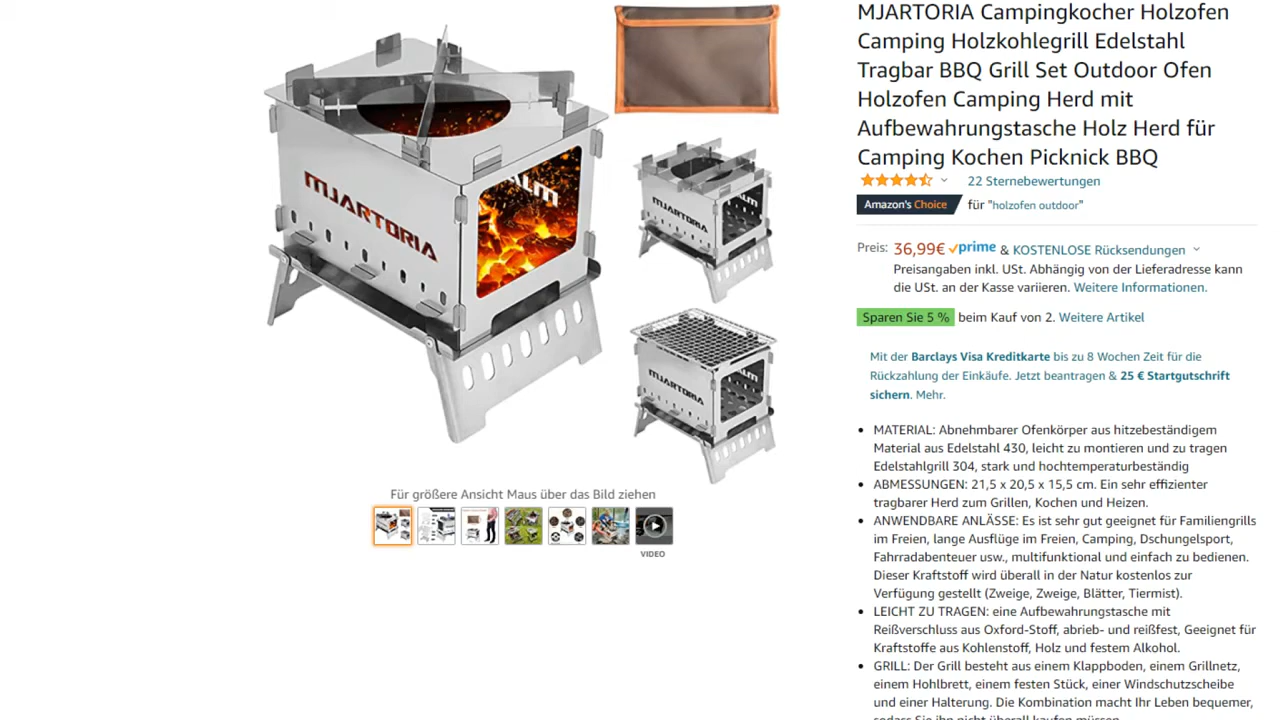 MJARTORIA Campingkocher Holzofen
Camping Holzkohlegrill Edelstahl
Tragbar BBQ Grill Set Outdoor Ofen
Holzofen Camping Herd mit
Aufbewahrungstasche Holz Herd für
Camping Kochen Picknick BBQ
22 Sternebewertungen
Amazon's Choice für "holzofen outdoor"
Preis: 36,99€ prime & KOSTENLOSE Rücksendungen
Preisangaben inkl. USt. Abhängig von der Lieferadresse kann
die USt. an der Kasse variieren. Weitere Informationen.
Sparen Sie 5 % beim Kauf von 2. Weitere Artikel
Mit der Barclays Visa Kreditkarte bis zu 8 Wochen Zeit für die
Rückzahlung der Einkäufe. Jetzt beantragen & 25 € Startgutschrift
sichern. Mehr.
MATERIAL: Abnehmbarer Ofenkörper aus hitzebeständigem
Material aus Edelstahl 430, leicht zu montieren und zu tragen
Edelstahlgrill 304, stark und hochtemperaturbeständig
ABMESSUNGEN: 21,5 x 20,5 x 15,5 cm. Ein sehr effizienter
tragbarer Herd zum Grillen, Kochen und Heizen.
ANWENDBARE ANLÄSSE: Es ist sehr gut geeignet für Familiengrills
im Freien, lange Ausflüge im Freien, Camping, Dschungelsport,
Fahrradabenteuer usw., multifunktional und einfach zu bedienen.
Dieser Kraftstoff wird überall in der Natur kostenlos zur
Verfügung gestellt (Zweige, Zweige, Blätter, Tiermist).
LEICHT ZU TRAGEN: eine Aufbewahrungstasche mit
Reißverschluss aus Oxford-Stoff, abrieb- und reißfest, Geeignet für
Kraftstoffe aus Kohlenstoff, Holz und festem Alkohol.
GRILL: Der Grill besteht aus einem Klappboden, einem Grillnetz,
einem Hohlbrett, einem festen Stück, einer Windschutzscheibe
und einer Halterung. Die Kombination macht Ihr Leben bequemer,
sodass Sie ihn nicht überall kaufen müssen.
MJARTORIA
MJARTORIA
MJARTORIA
Für größere Ansicht Maus über das Bild ziehen
VIDEO